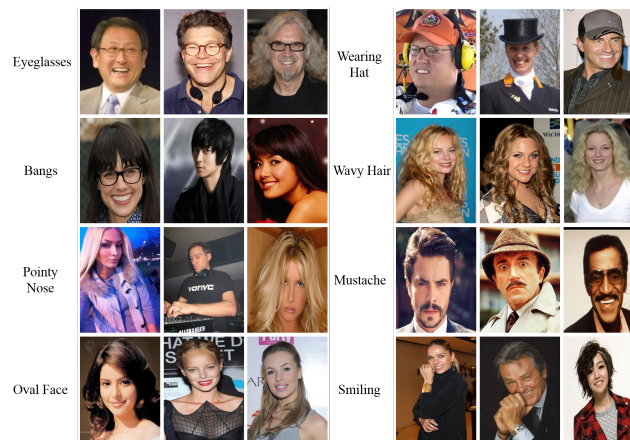 Eyeglasses
Wearing
Hat
Bangs
Wavy Hair
Pointy
Nose
VONYC
Mustache
Oval Face
Smiling